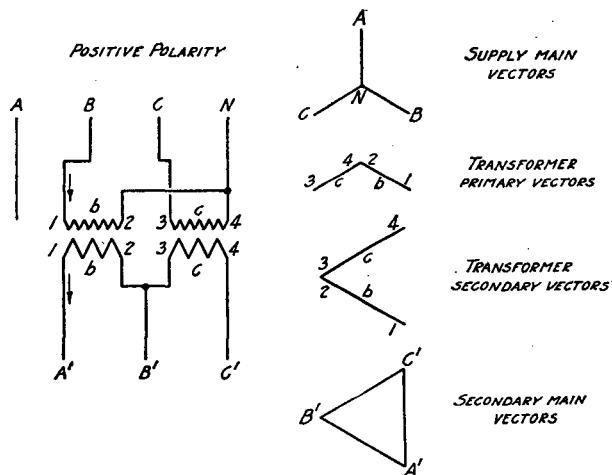 POSITIVE POLARITY
A B C N
b c
1 2 3 4
1 2 3 4
b c
A' B' C'
A
N
C B
SUPPLY MAIN
VECTORS
4 2
3 c b 1
TRANSFORMER
PRIMARY VECTORS
4
3 c
2 b
1
TRANSFORMER
SECONDARY VECTORS
C'
B'
A'
SECONDARY MAIN
VECTORS